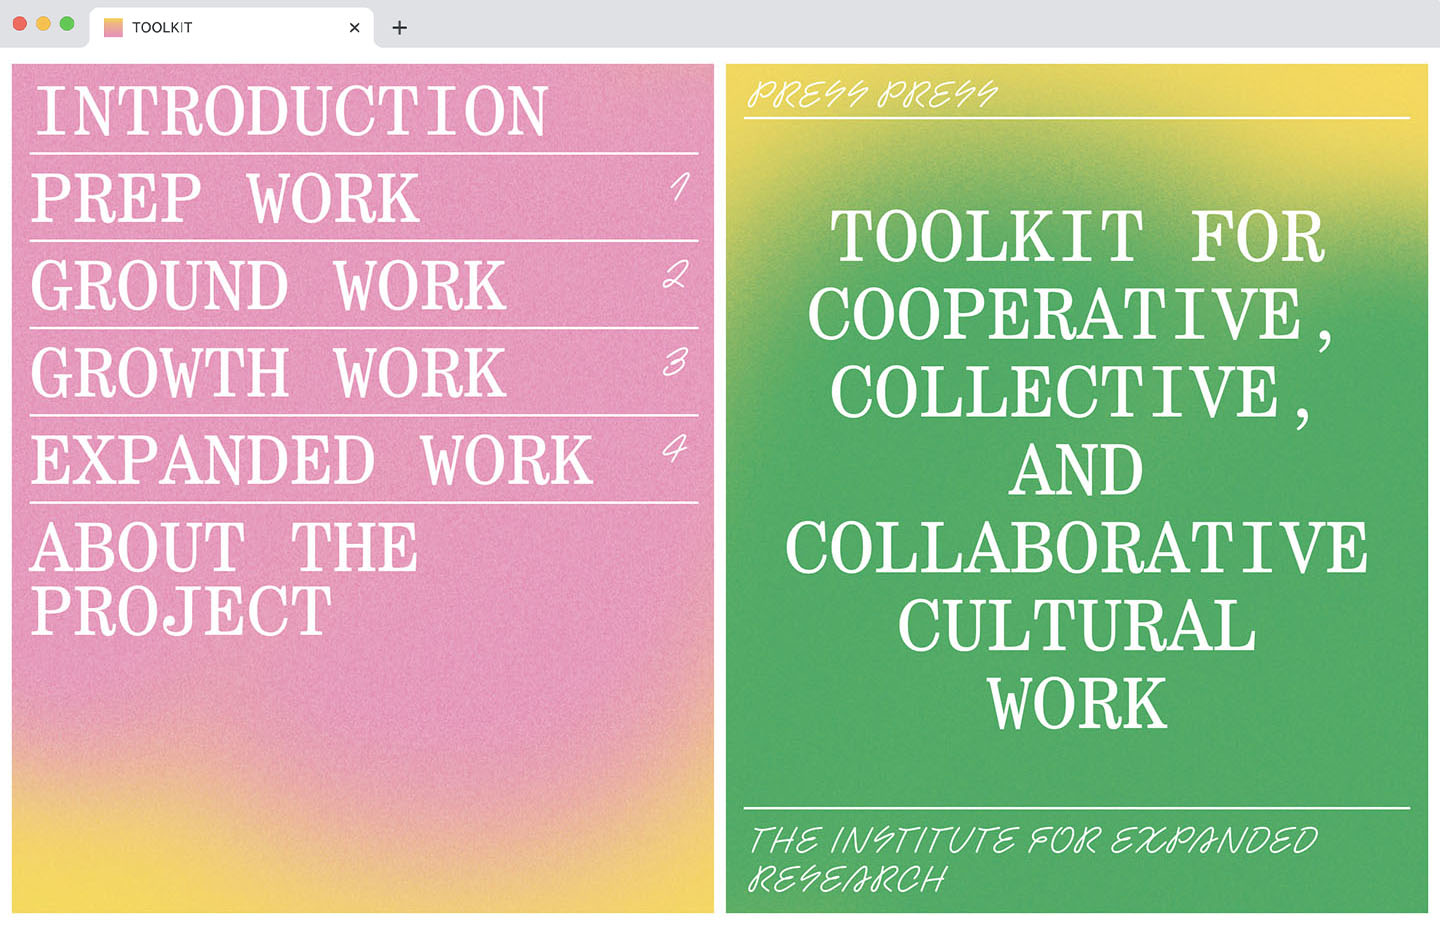 TOOLKIT
INTRODUCTION
PREP WORK 1
GROUND WORK 2
GROWTH WORK 3
EXPANDED WORK 4
ABOUT THE
PROJECT
PRESS PRESS
TOOLKIT FOR
COOPERATIVE,
COLLECTIVE,
AND
COLLABORATIVE
CULTURAL
WORK
THE INSTITUTE FOR EXPANDED
RESEARCH